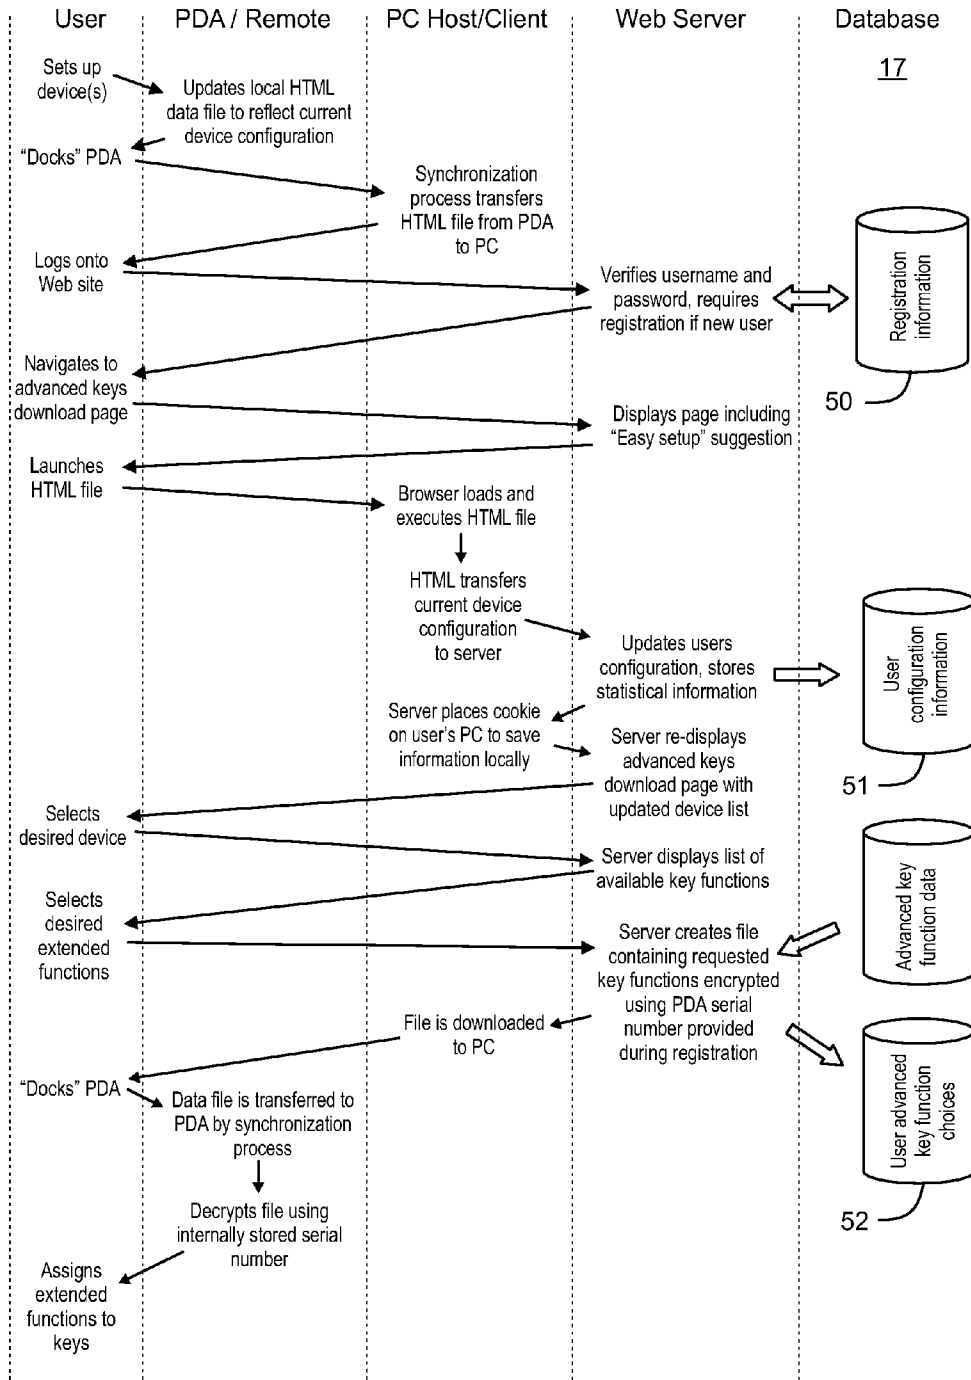 User
PDA / Remote
PC Host/Client
Web Server
Database
17
Sets up
device(s)
Updates local HTML
data file to reflect current
device configuration
"Docks" PDA
Synchronization
process transfers
HTML file from PDA
to PC
Logs onto
Web site
Verifies username and
password, requires
registration if new user
Registration
information
50
Navigates to
advanced keys
download page
Displays page including
"Easy setup" suggestion
Launches
HTML file
Browser loads and
executes HTML file
HTML transfers
current device
configuration
to server
Updates users
configuration, stores
statistical information
User
configuration
information
51
Server places cookie
on user's PC to save
information locally
Server re-displays
advanced keys
download page with
updated device list
Selects
desired device
Server displays list of
available key functions
Advanced key
function data
Selects
desired
extended
functions
Server creates file
containing requested
key functions encrypted
using PDA serial
number provided
during registration
User advanced
key function
choices
52
File is downloaded
to PC
"Docks" PDA
Data file is transferred to
PDA by synchronization
process
Decrypts file using
internally stored serial
number
Assigns
extended
functions to
keys